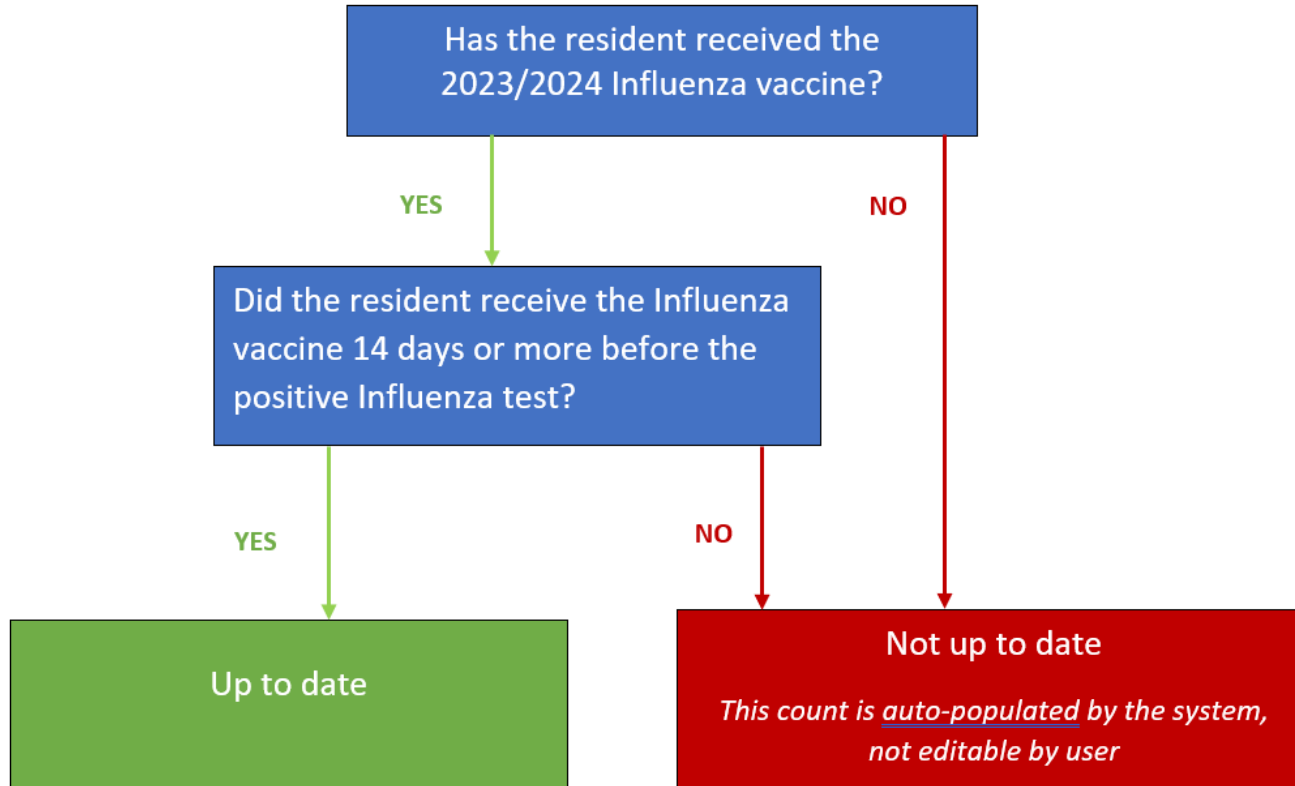 Has the resident received the
2023/2024 Influenza vaccine?
YES
NO
Did the resident receive the Influenza
vaccine 14 days or more before the
positive Influenza test?
YES
NO
Up to date
Not up to date
This count is auto-populated by the system,
not editable by user